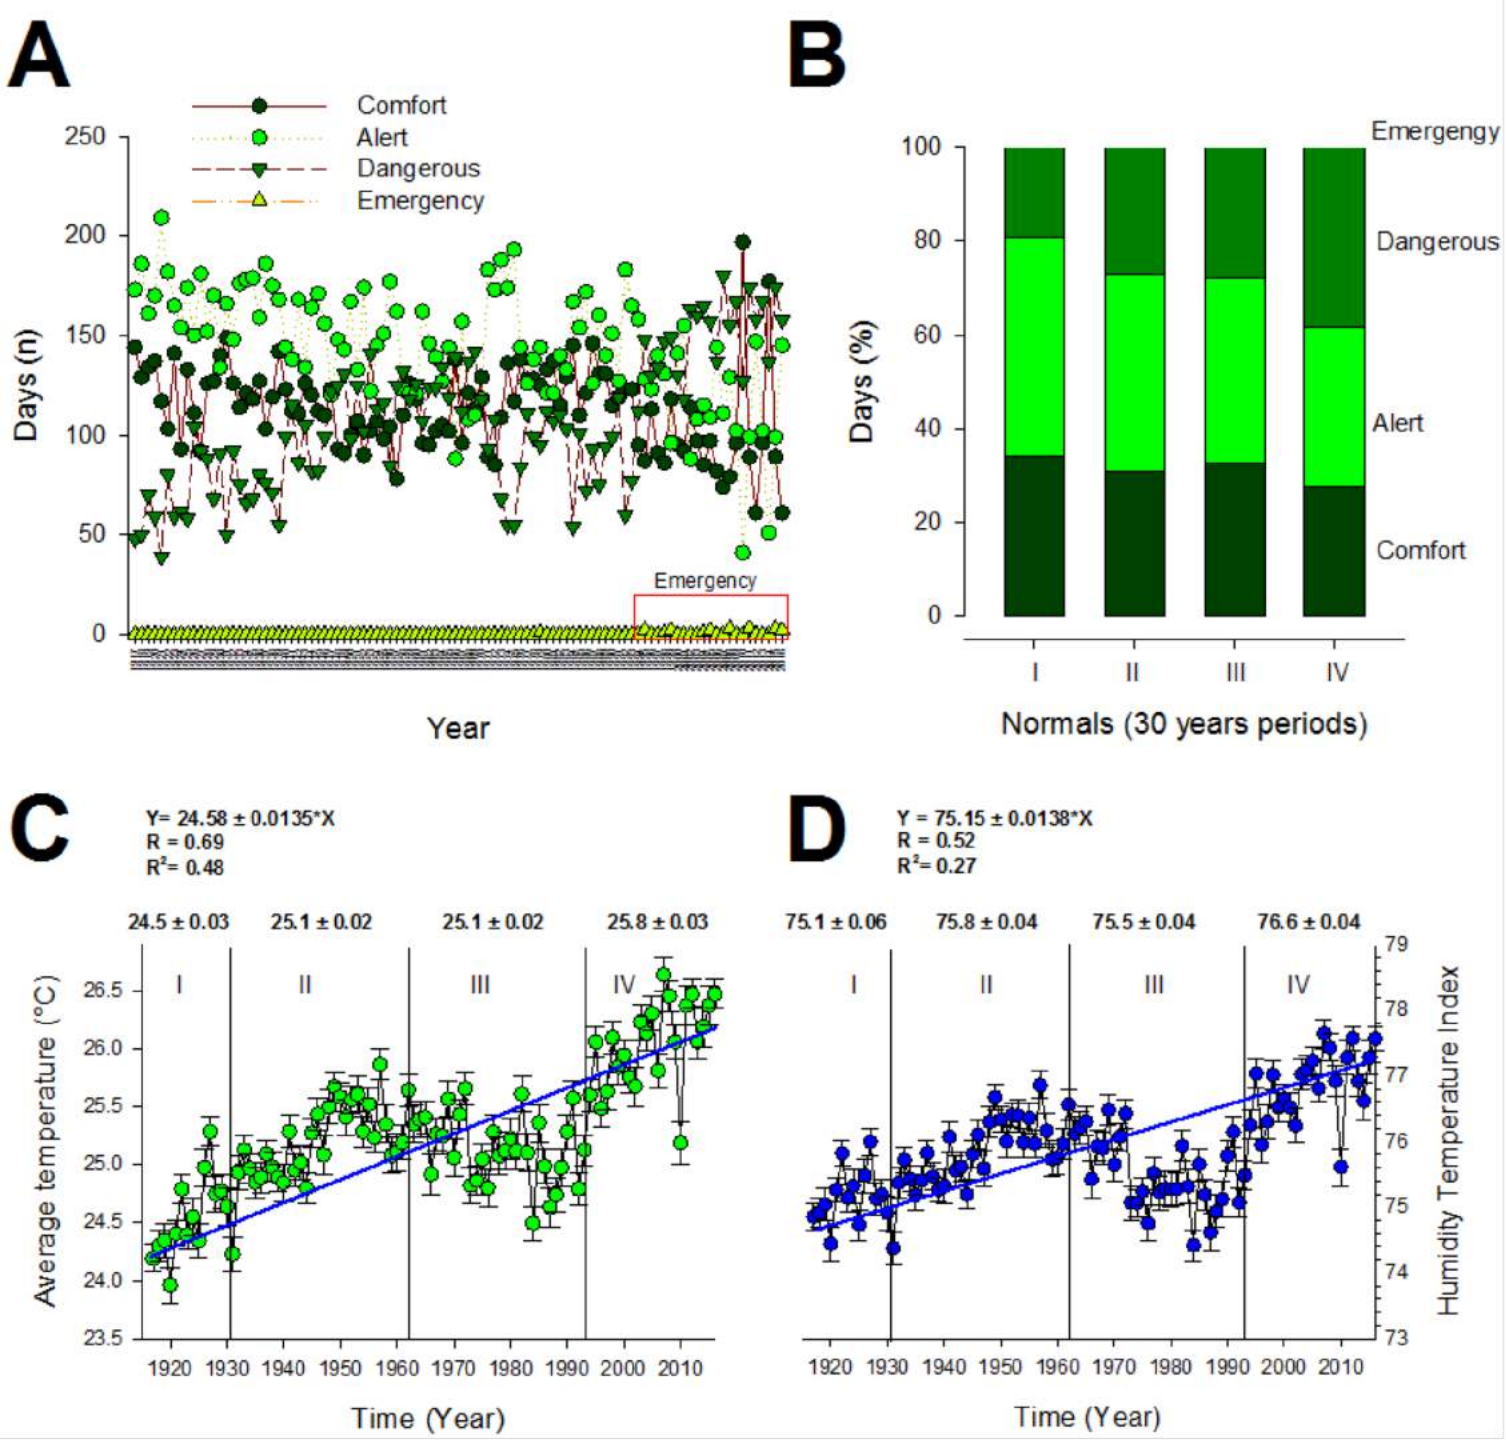 A
Comfort
Alert
Dangerous
Emergency
250
200
150
100
50
0
Days (n)
Emergency
Year
B
100
80
60
40
20
0
Days (%)
Emergengy
Dangerous
Alert
Comfort
I II III IV
Normals (30 years periods)
C
Y= 24.58 ± 0.0135*X
R = 0.69
R²= 0.48
24.5 ± 0.03 25.1 ± 0.02 25.1 ± 0.02 25.8 ± 0.03
I II III IV
26.5
26.0
25.5
25.0
24.5
24.0
23.5
Average temperature (°C)
1920 1930 1940 1950 1960 1970 1980 1990 2000 2010
Time (Year)
D
Y = 75.15 ± 0.0138*X
R = 0.52
R²= 0.27
75.1 ± 0.06 75.8 ± 0.04 75.5 ± 0.04 76.6 ± 0.04
I II III IV
79
78
77
76
75
74
73
Humidity Temperature Index
1920 1930 1940 1950 1960 1970 1980 1990 2000 2010
Time (Year)